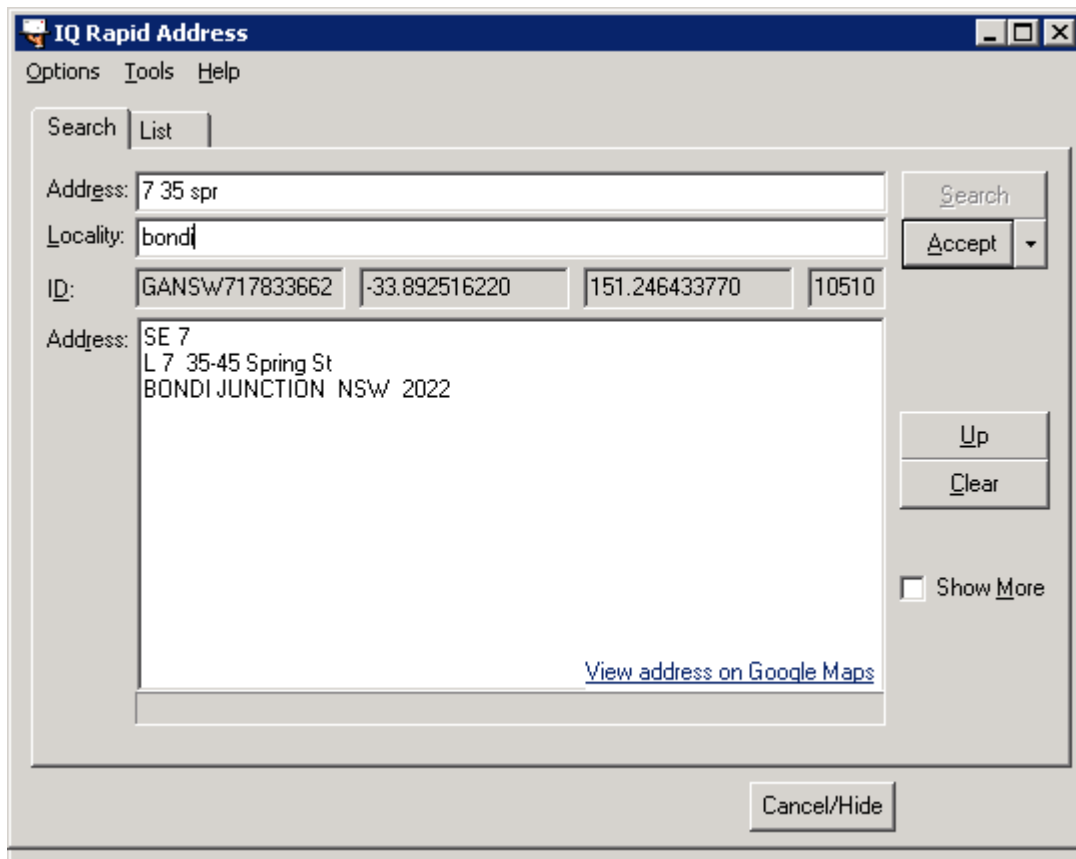 IQ Rapid Address
Options Tools Help
Search List
Address: 7 35 spr Search
Locality: bondi Accept
ID: GANSW717833662 -33.892516220 151.246433770 10510
Address: SE 7
L 7 35-45 Spring St
BONDI JUNCTION NSW 2022
Up
Clear
Show More
View address on Google Maps
Cancel/Hide